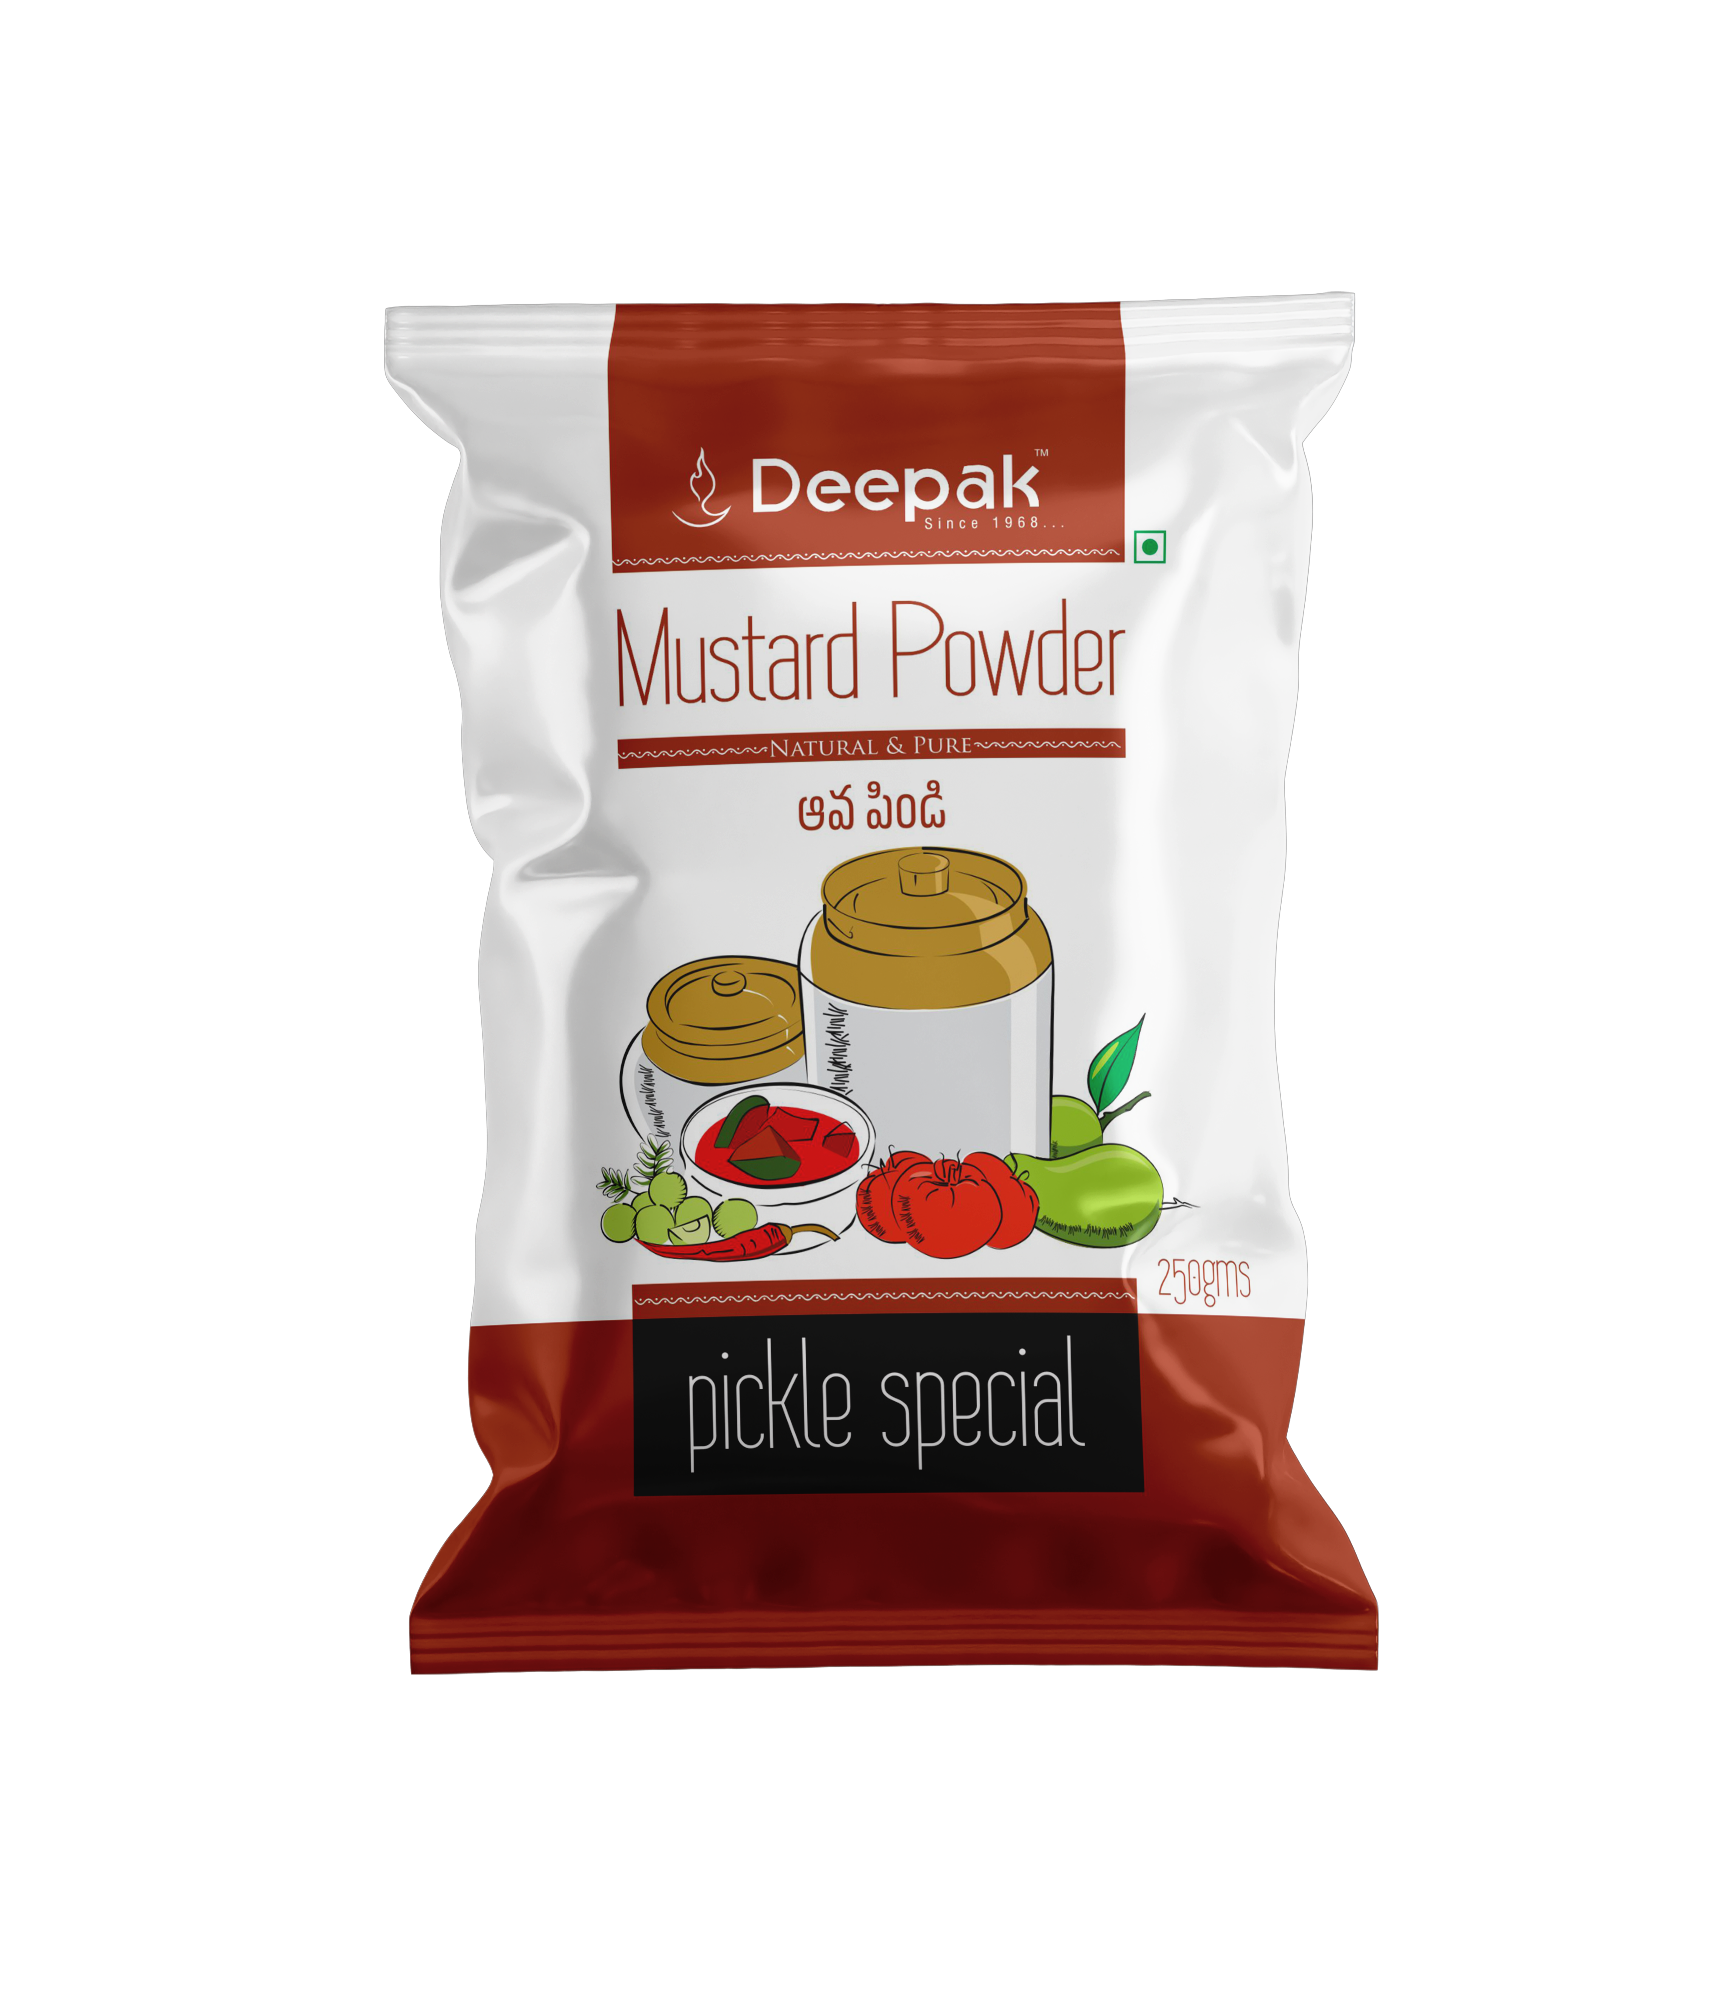 Deepak™
Since 1968...
Mustard Powder
NATURAL & PURE
ఆవ పిండి
250gms
pickle special